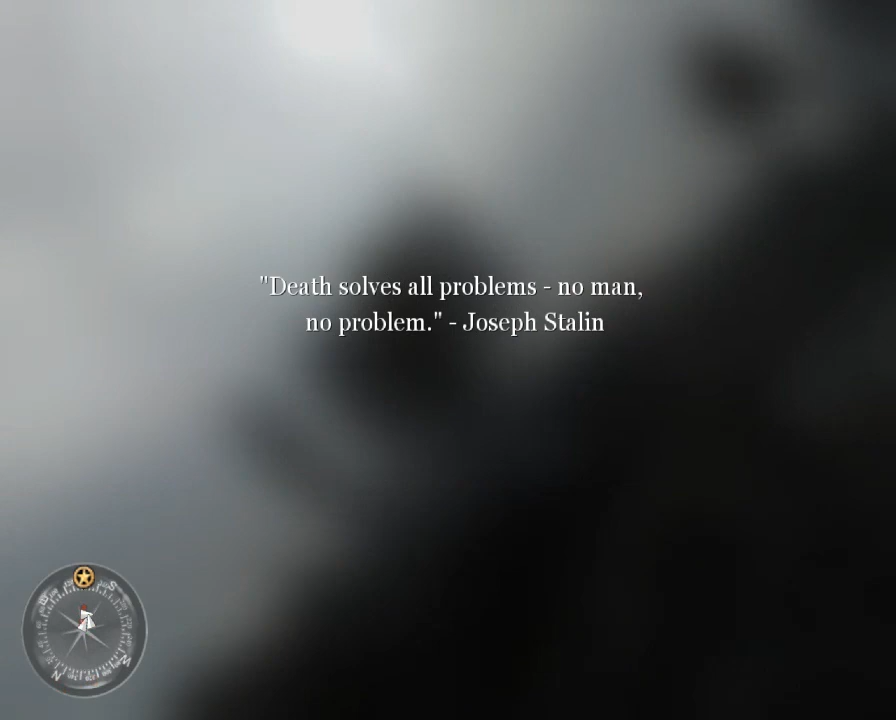 "Death solves all problems - no man,
no problem." - Joseph Stalin